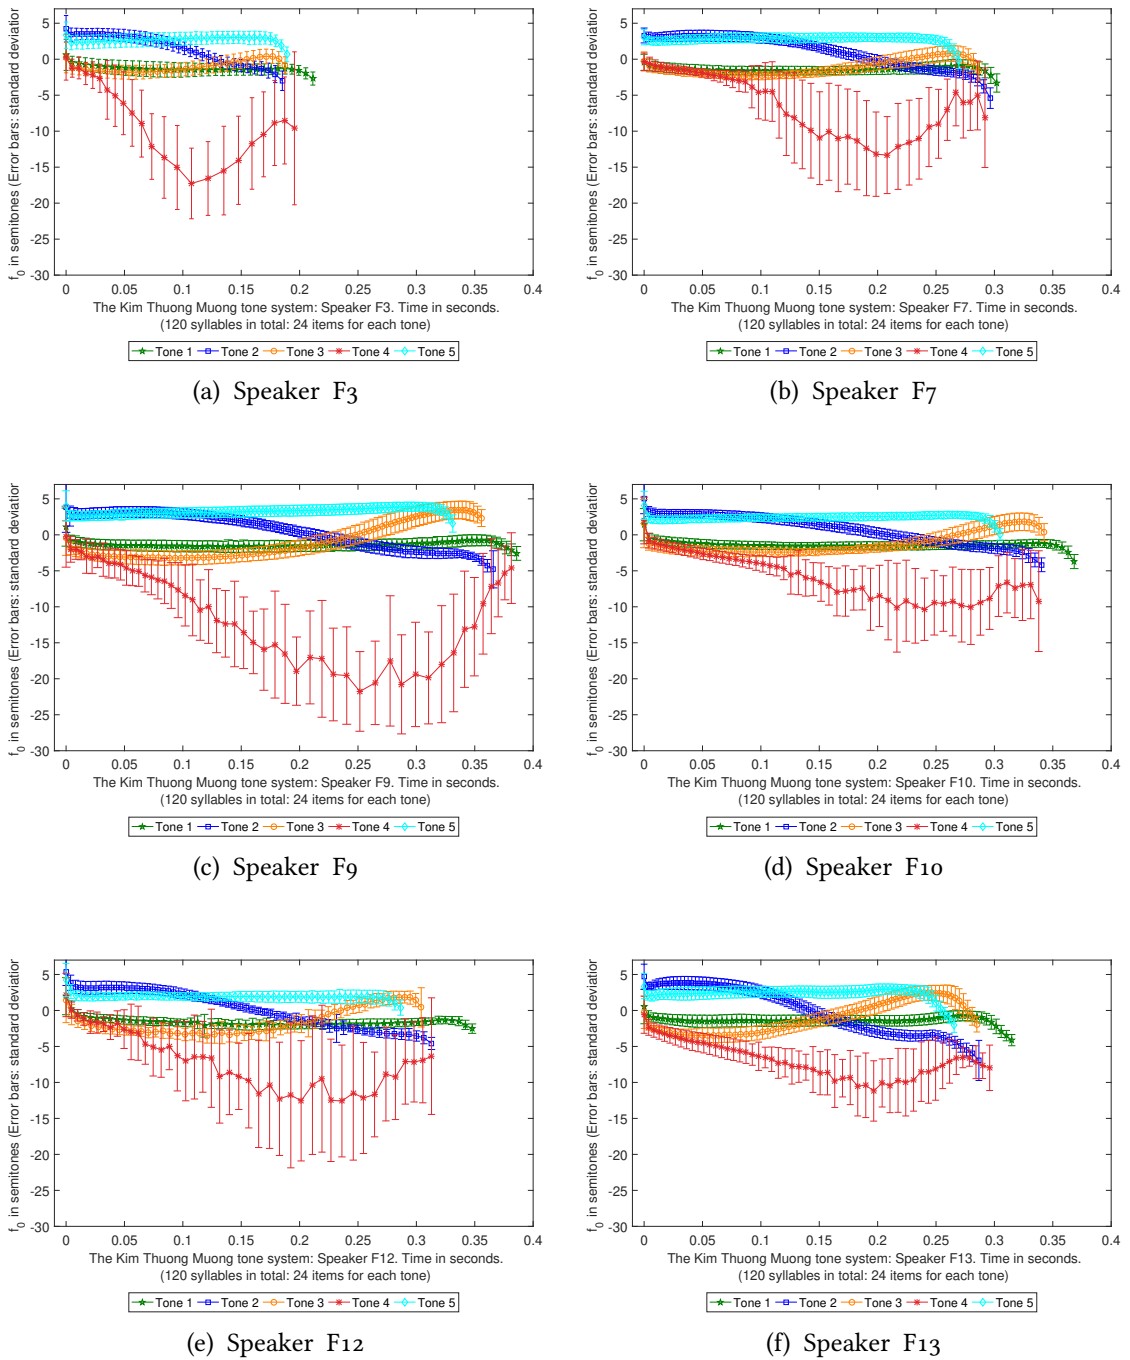 f0 in semitones (Error bars: standard deviation
5
0
-5
-10
-15
-20
-25
-30
0 0.05 0.1 0.15 0.2 0.25 0.3 0.35 0.4
The Kim Thuong Muong tone system: Speaker F3. Time in seconds.
(120 syllables in total: 24 items for each tone)
Tone 1 Tone 2 Tone 3 Tone 4 Tone 5
(a) Speaker F3
f0 in semitones (Error bars: standard deviation
5
0
-5
-10
-15
-20
-25
-30
0 0.05 0.1 0.15 0.2 0.25 0.3 0.35 0.4
The Kim Thuong Muong tone system: Speaker F7. Time in seconds.
(120 syllables in total: 24 items for each tone)
Tone 1 Tone 2 Tone 3 Tone 4 Tone 5
(b) Speaker F7
f0 in semitones (Error bars: standard deviation
5
0
-5
-10
-15
-20
-25
-30
0 0.05 0.1 0.15 0.2 0.25 0.3 0.35 0.4
The Kim Thuong Muong tone system: Speaker F9. Time in seconds.
(120 syllables in total: 24 items for each tone)
Tone 1 Tone 2 Tone 3 Tone 4 Tone 5
(c) Speaker F9
f0 in semitones (Error bars: standard deviation
5
0
-5
-10
-15
-20
-25
-30
0 0.05 0.1 0.15 0.2 0.25 0.3 0.35 0.4
The Kim Thuong Muong tone system: Speaker F10. Time in seconds.
(120 syllables in total: 24 items for each tone)
Tone 1 Tone 2 Tone 3 Tone 4 Tone 5
(d) Speaker F10
f0 in semitones (Error bars: standard deviation
5
0
-5
-10
-15
-20
-25
-30
0 0.05 0.1 0.15 0.2 0.25 0.3 0.35 0.4
The Kim Thuong Muong tone system: Speaker F12. Time in seconds.
(120 syllables in total: 24 items for each tone)
Tone 1 Tone 2 Tone 3 Tone 4 Tone 5
(e) Speaker F12
f0 in semitones (Error bars: standard deviation
5
0
-5
-10
-15
-20
-25
-30
0 0.05 0.1 0.15 0.2 0.25 0.3 0.35 0.4
The Kim Thuong Muong tone system: Speaker F13. Time in seconds.
(120 syllables in total: 24 items for each tone)
Tone 1 Tone 2 Tone 3 Tone 4 Tone 5
(f) Speaker F13